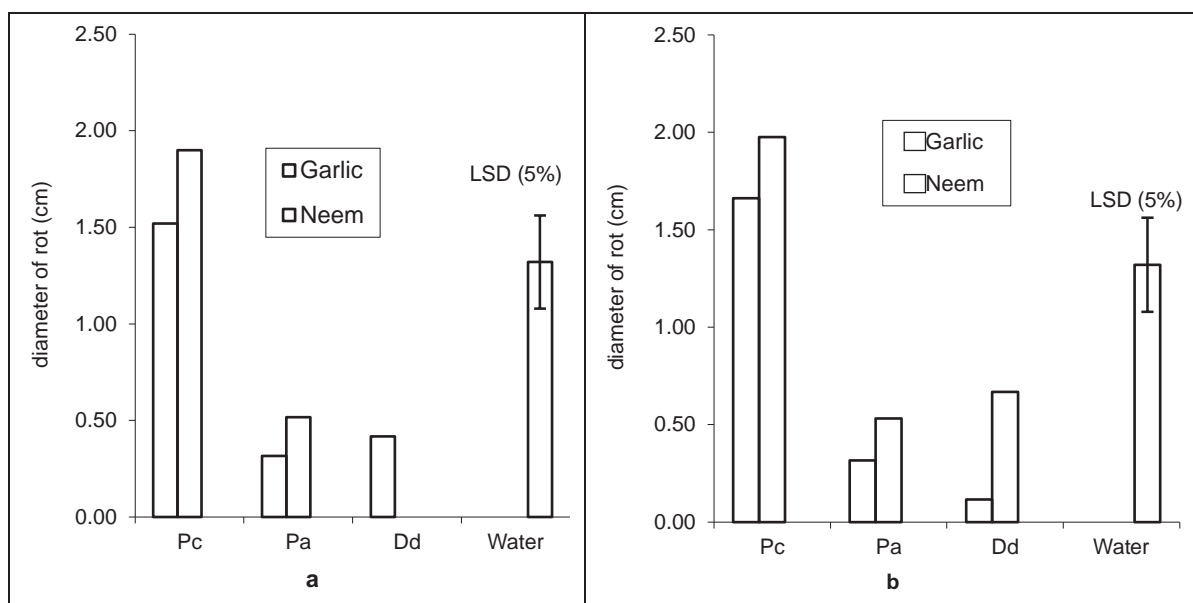 2.50
2.00
1.50
1.00
0.50
0.00
diameter of rot (cm)
Garlic
Neem
LSD (5%)
Pc Pa Dd Water
a
2.50
2.00
1.50
1.00
0.50
0.00
diameter of rot (cm)
Garlic
Neem
LSD (5%)
Pc Pa Dd Water
b